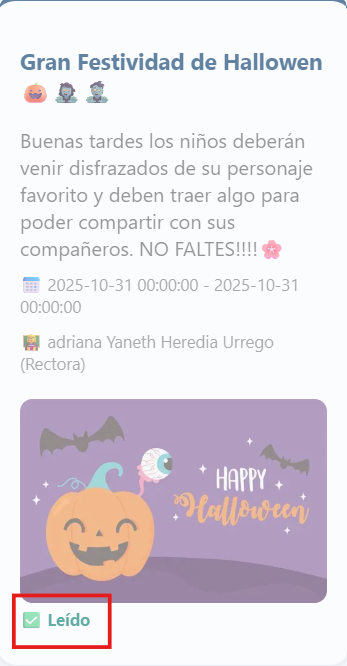 Gran Festividad de Hallowen
🎃 🧟‍♀️ 🧛
Buenas tardes los niños deberán
venir disfrazados de su personaje
favorito y deben traer algo para
poder compartir con sus
compañeros. NO FALTES!!!!🌸
📅 2025-10-31 00:00:00 - 2025-10-31
00:00:00
👩‍🏫 adriana Yaneth Heredia Urrego
(Rectora)
HAPPY
Halloween
✅ Leído